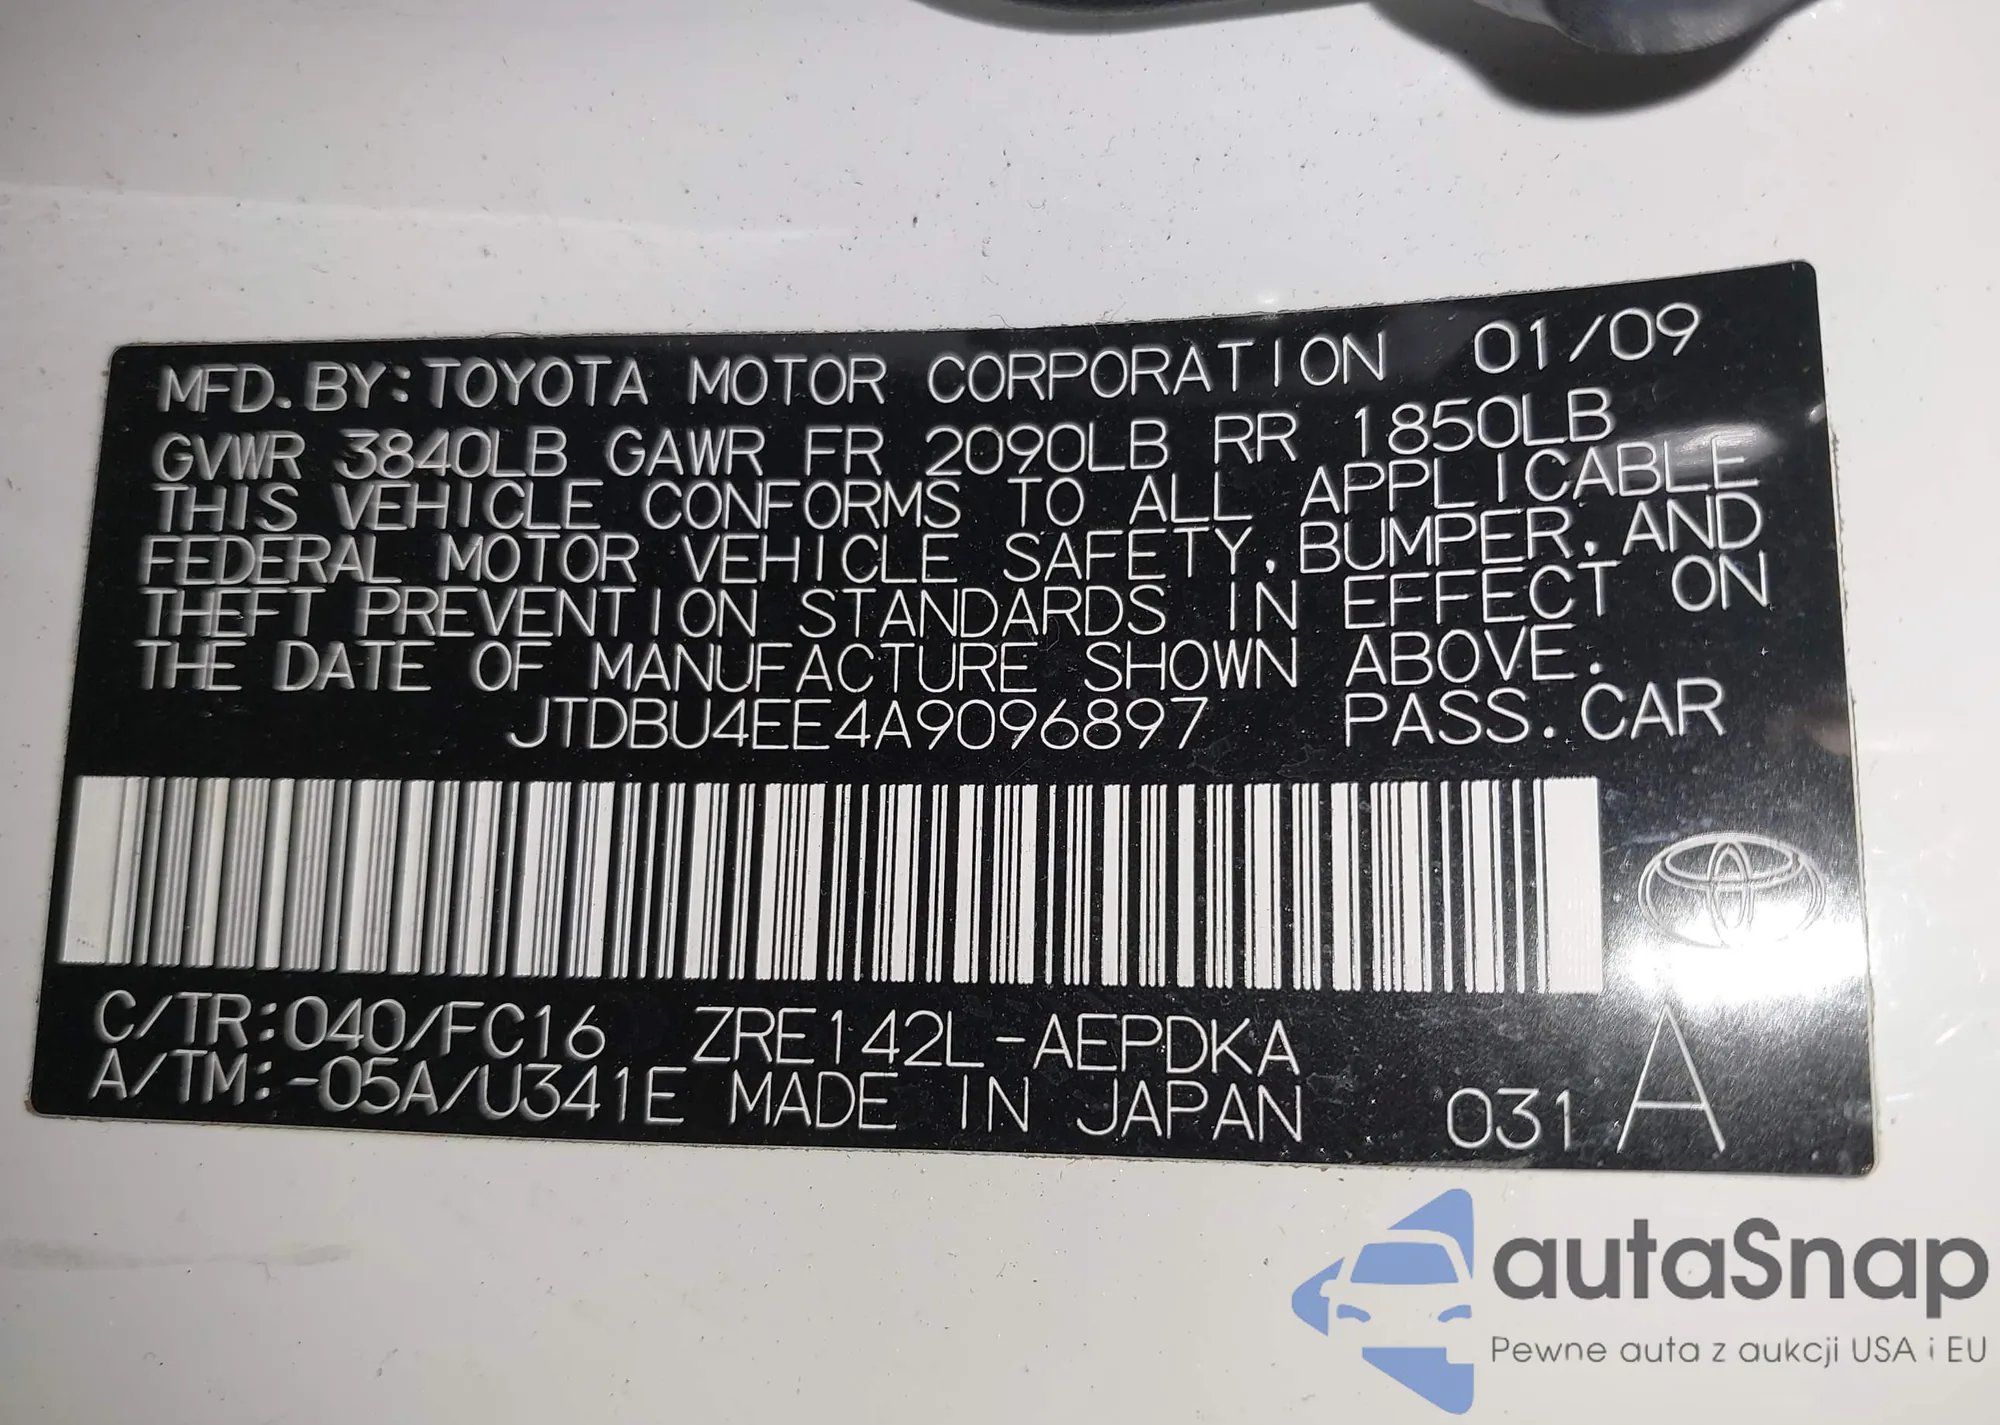 MFD. BY: TOYOTA MOTOR CORPORATION 01/09
GVWR 3840LB GAWR FR 2090LB RR 1850LB
THIS VEHICLE CONFORMS TO ALL APPLICABLE
FEDERAL MOTOR VEHICLE SAFETY, BUMPER, AND
THEFT PREVENTION STANDARDS IN EFFECT ON
THE DATE OF MANUFACTURE SHOWN ABOVE.
JTDBU4EE4A9096897 PASS. CAR
C/TR: 040/FC16 ZRE142L-AEPDKA
A/TM: -05A/U341E MADE IN JAPAN 031 A
autaSnap
Pewne auta z aukcji USA i EU